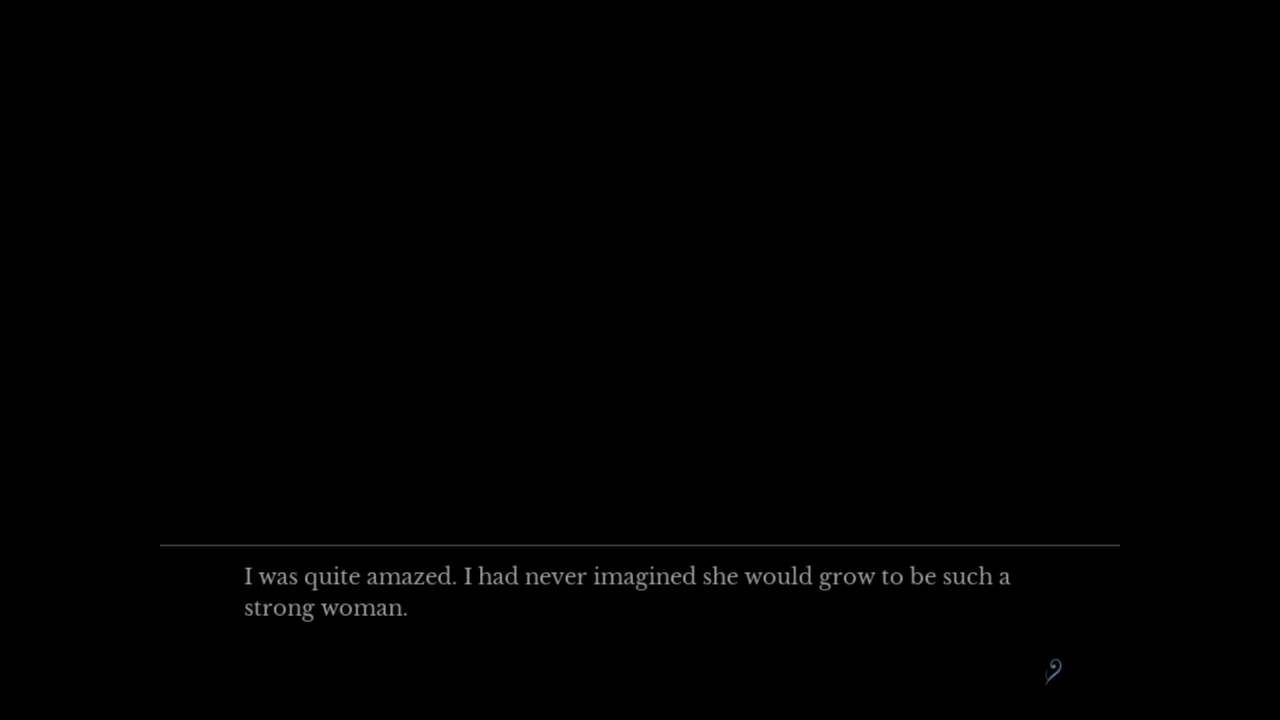 I was quite amazed. I had never imagined she would grow to be such a
strong woman.